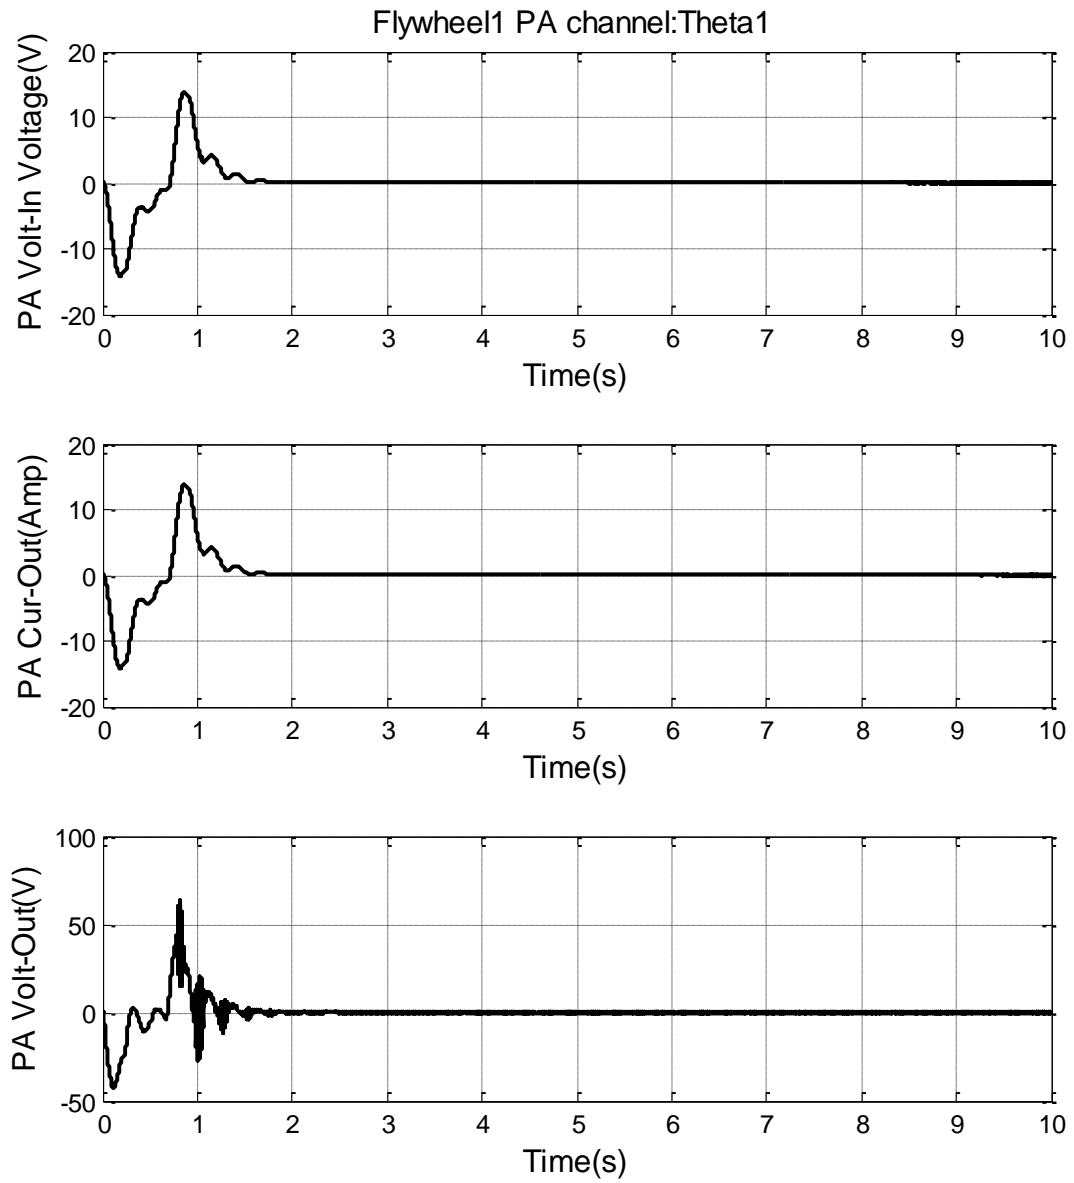 Flywheel1 PA channel:Theta1
PA Volt-In Voltage(V)
20
10
0
-10
-20
0 1 2 3 4 5 6 7 8 9 10
Time(s)
PA Cur-Out(Amp)
20
10
0
-10
-20
0 1 2 3 4 5 6 7 8 9 10
Time(s)
PA Volt-Out(V)
100
50
0
-50
0 1 2 3 4 5 6 7 8 9 10
Time(s)